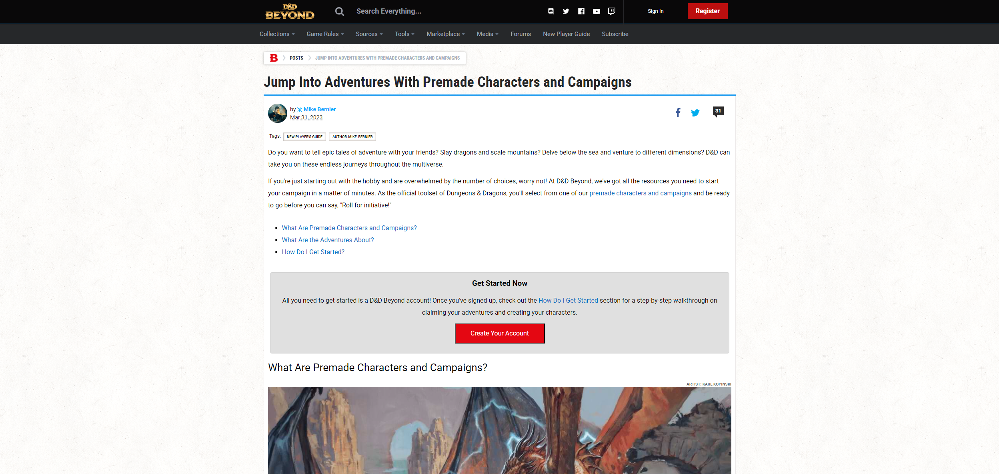 D&D
BEYOND
Search Everything...
Sign In
Register
Collections
Game Rules
Sources
Tools
Marketplace
Media
Forums
New Player Guide
Subscribe
B
POSTS
JUMP INTO ADVENTURES WITH PREMADE CHARACTERS AND CAMPAIGNS
Jump Into Adventures With Premade Characters and Campaigns
by Mike Bernier
Mar 31, 2023
31
Tags:
NEW PLAYER'S GUIDE
AUTHOR-MIKE-BERNIER
Do you want to tell epic tales of adventure with your friends? Slay dragons and scale mountains? Delve below the sea and venture to different dimensions? D&D can
take you on these endless journeys throughout the multiverse.
If you're just starting out with the hobby and are overwhelmed by the number of choices, worry not! At D&D Beyond, we've got all the resources you need to start
your campaign in a matter of minutes. As the official toolset of Dungeons & Dragons, you'll select from one of our premade characters and campaigns and be ready
to go before you can say, "Roll for initiative!"
What Are Premade Characters and Campaigns?
What Are the Adventures About?
How Do I Get Started?
Get Started Now
All you need to get started is a D&D Beyond account! Once you've signed up, check out the How Do I Get Started section for a step-by-step walkthrough on
claiming your adventures and creating your characters.
Create Your Account
What Are Premade Characters and Campaigns?
ARTIST: KARL KOPINSKI